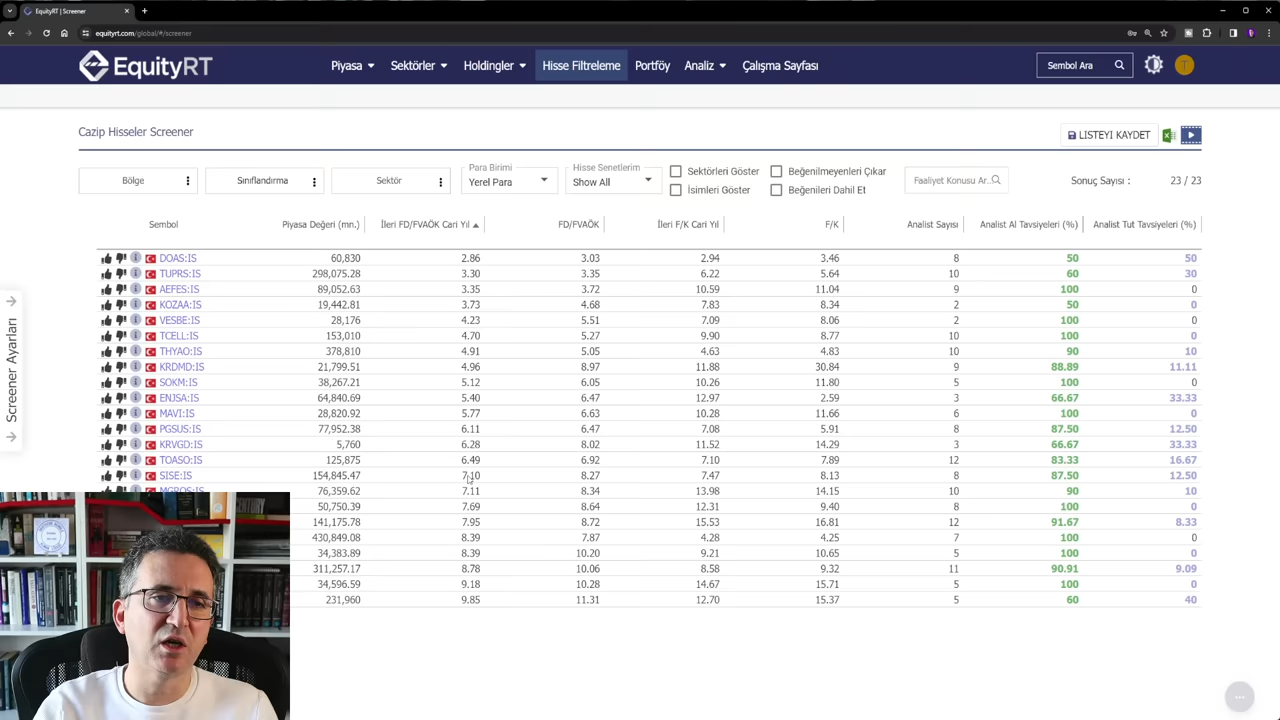 EquityRT
equityrt.com/global/#/screener
EquityRT Piyasa Sektörler Holdingler Hisse Filtreleme Portföy Analiz Çalışma Sayfası Sembol Ara T
Cazip Hisseler Screener
LISTEYI KAYDET
Bölge Sınıflandırma Sektör Para Birimi Yerel Para Hisse Senetlerim Show All
Sektörleri Göster Beğenilmeyenleri Çıkar
İsimleri Göster Beğenileri Dahil Et
Faaliyet Konusu Ar.. Sonuç Sayısı : 23 / 23
Sembol Piyasa Değeri (mn.) İleri FD/FVAÖK Cari Yıl FD/FVAÖK İleri F/K Cari Yıl F/K Analist Sayısı Analist Al Tavsiyeleri (%) Analist Tut Tavsiyeleri (%)
DOAS:IS 60,830 2.86 3.03 2.94 3.46 8 50 50
TUPRS:IS 298,075.28 3.30 3.35 6.22 5.64 10 60 30
AEFES:IS 89,052.63 3.35 3.72 10.59 11.04 9 100 0
KOZAA:IS 19,442.81 3.73 4.68 7.83 8.34 2 50 0
VESBE:IS 28,176 4.23 5.51 7.09 8.06 2 100 0
TCELL:IS 153,010 4.70 5.27 9.90 8.77 10 100 0
THYAO:IS 378,810 4.91 5.05 4.63 4.83 10 90 10
KRDMD:IS 21,799.51 4.96 8.97 11.88 30.84 9 88.89 11.11
SOKM:IS 38,267.21 5.12 6.05 10.26 11.80 5 100 0
ENJSA:IS 64,840.69 5.40 6.47 12.97 2.59 3 66.67 33.33
MAVI:IS 28,820.92 5.77 6.63 10.28 11.66 6 100 0
PGSUS:IS 77,952.38 6.11 6.47 7.08 5.91 8 87.50 12.50
KRVGD:IS 5,760 6.28 8.02 11.52 14.29 3 66.67 33.33
TOASO:IS 125,875 6.49 6.92 7.10 7.89 12 83.33 16.67
SISE:IS 154,845.47 7.10 8.27 7.47 8.13 8 87.50 12.50
MGROS:IS 76,359.62 7.11 8.34 13.98 14.15 10 90 10
50,750.39 7.69 8.64 12.31 9.40 8 100 0
141,175.78 7.95 8.72 15.53 16.81 12 91.67 8.33
430,849.08 8.39 7.87 4.28 4.25 7 100 0
34,383.89 8.39 10.20 9.21 10.65 5 100 0
311,257.17 8.78 10.06 8.58 9.32 11 90.91 9.09
34,596.59 9.18 10.28 14.67 15.71 5 100 0
231,960 9.85 11.31 12.70 15.37 5 60 40
Screener Ayarları